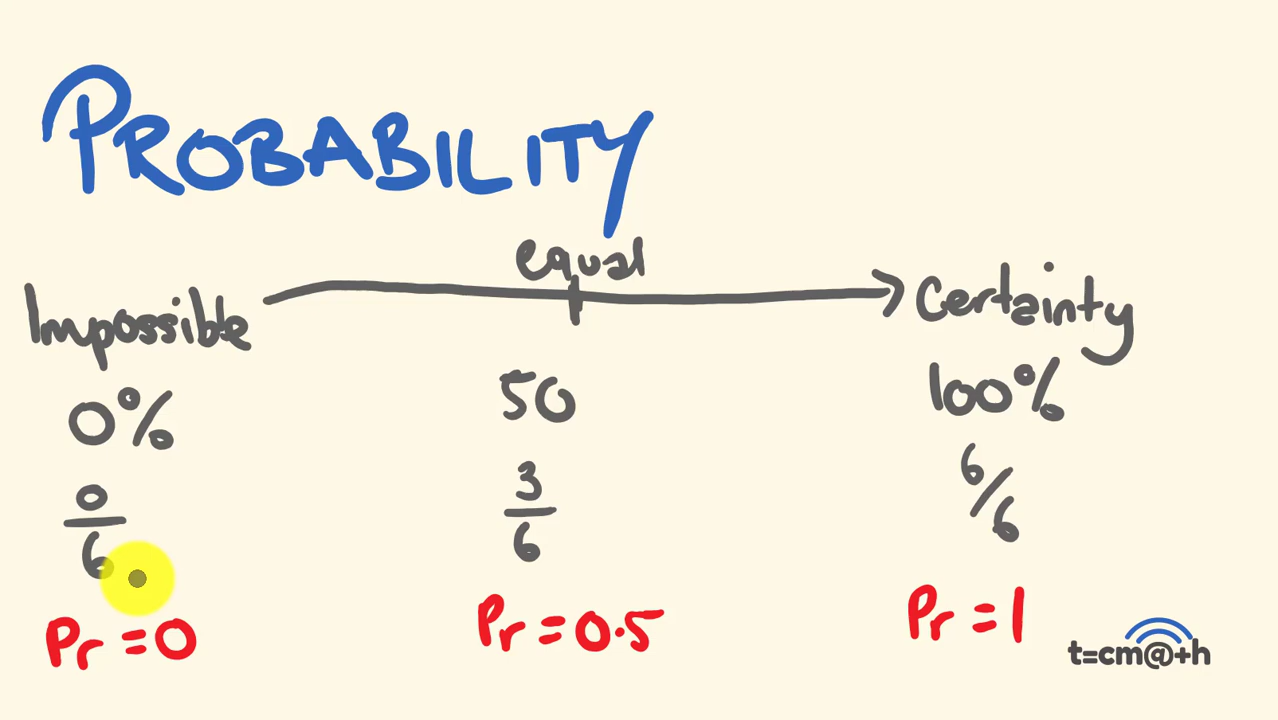 PROBABILITY
equal
Impossible
Certainty
0% 50 100%
0/6 3/6 6/6
Pr=0 Pr=0.5 Pr=1
t=cm@+h